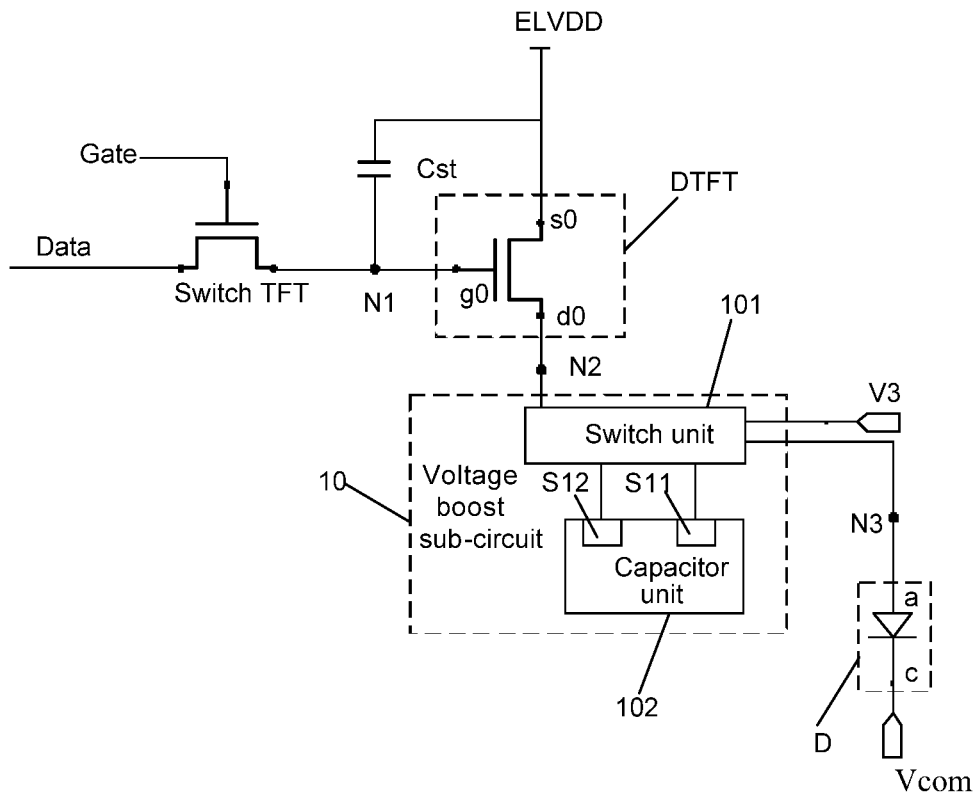 ELVDD
Gate
Cst
DTFT
s0
Data
Switch TFT
N1
g0
d0
101
N2
V3
Switch unit
10
Voltage
boost
sub-circuit
S12
S11
N3
Capacitor
unit
a
c
102
D
Vcom